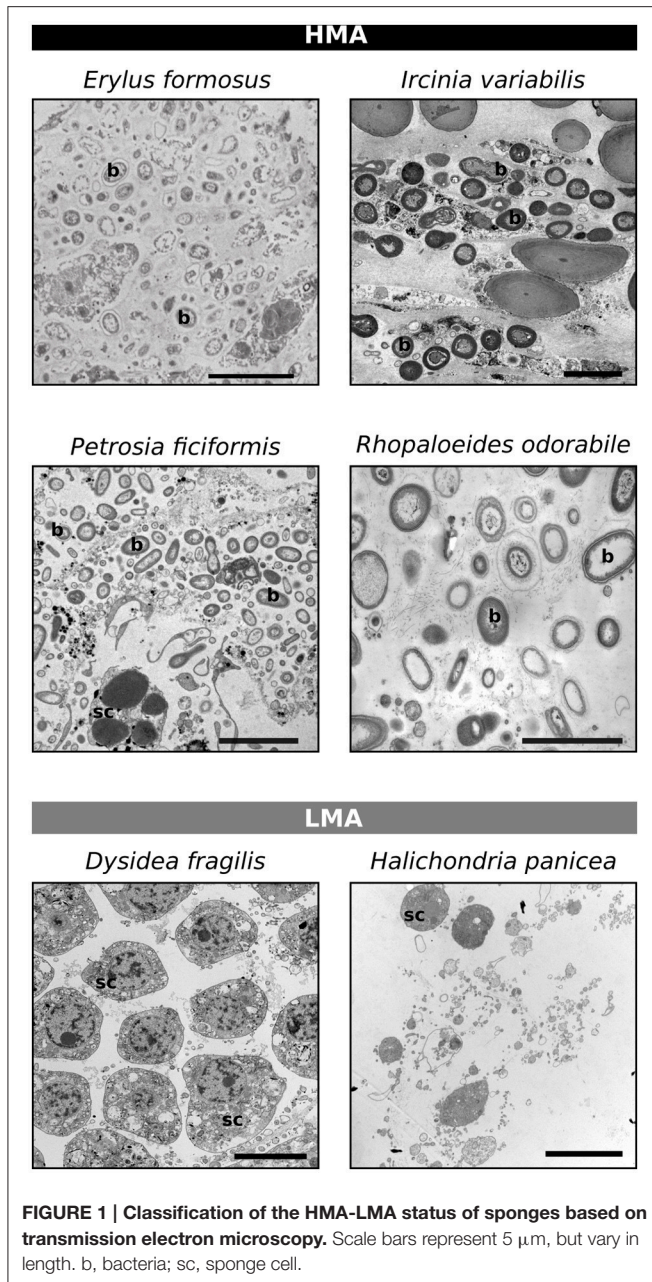 HMA
Erylus formosus
Ircinia variabilis
b
b
b
b
b
Petrosia ficiformis
Rhopaloeides odorabile
b
b
b
b
b
sc
LMA
Dysidea fragilis
Halichondria panicea
sc
sc
sc
FIGURE 1 | Classification of the HMA-LMA status of sponges based on
transmission electron microscopy. Scale bars represent 5 μm, but vary in
length. b, bacteria; sc, sponge cell.